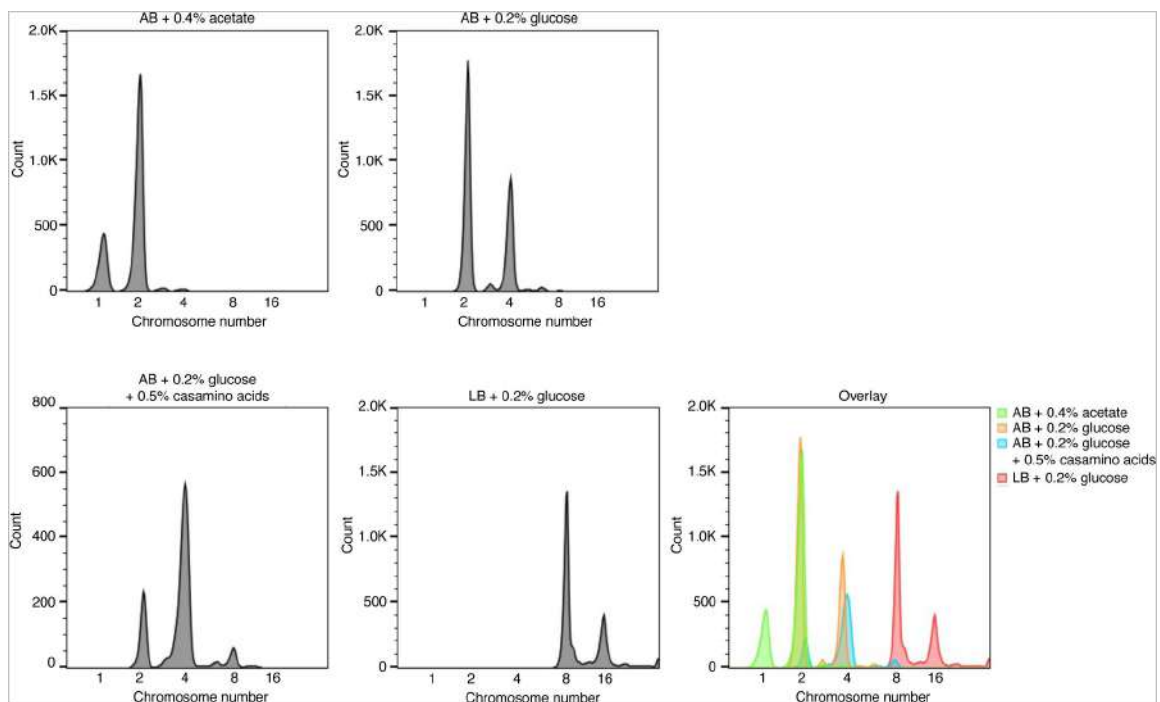 AB + 0.4% acetate
2.0K
1.5K
1.0K
500
0
Count
1 2 4 8 16
Chromosome number
AB + 0.2% glucose
2.0K
1.5K
1.0K
500
0
Count
1 2 4 8 16
Chromosome number
AB + 0.2% glucose
+ 0.5% casamino acids
800
600
400
200
0
Count
1 2 4 8 16
Chromosome number
LB + 0.2% glucose
2.0K
1.5K
1.0K
500
0
Count
1 2 4 8 16
Chromosome number
Overlay
2.0K
1.5K
1.0K
500
0
Count
1 2 4 8 16
Chromosome number
AB + 0.4% acetate
AB + 0.2% glucose
AB + 0.2% glucose
+ 0.5% casamino acids
LB + 0.2% glucose